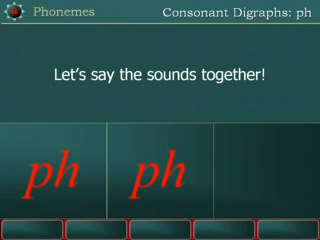 Phonemes
Consonant Digraphs: ph
Let's say the sounds together!
ph ph